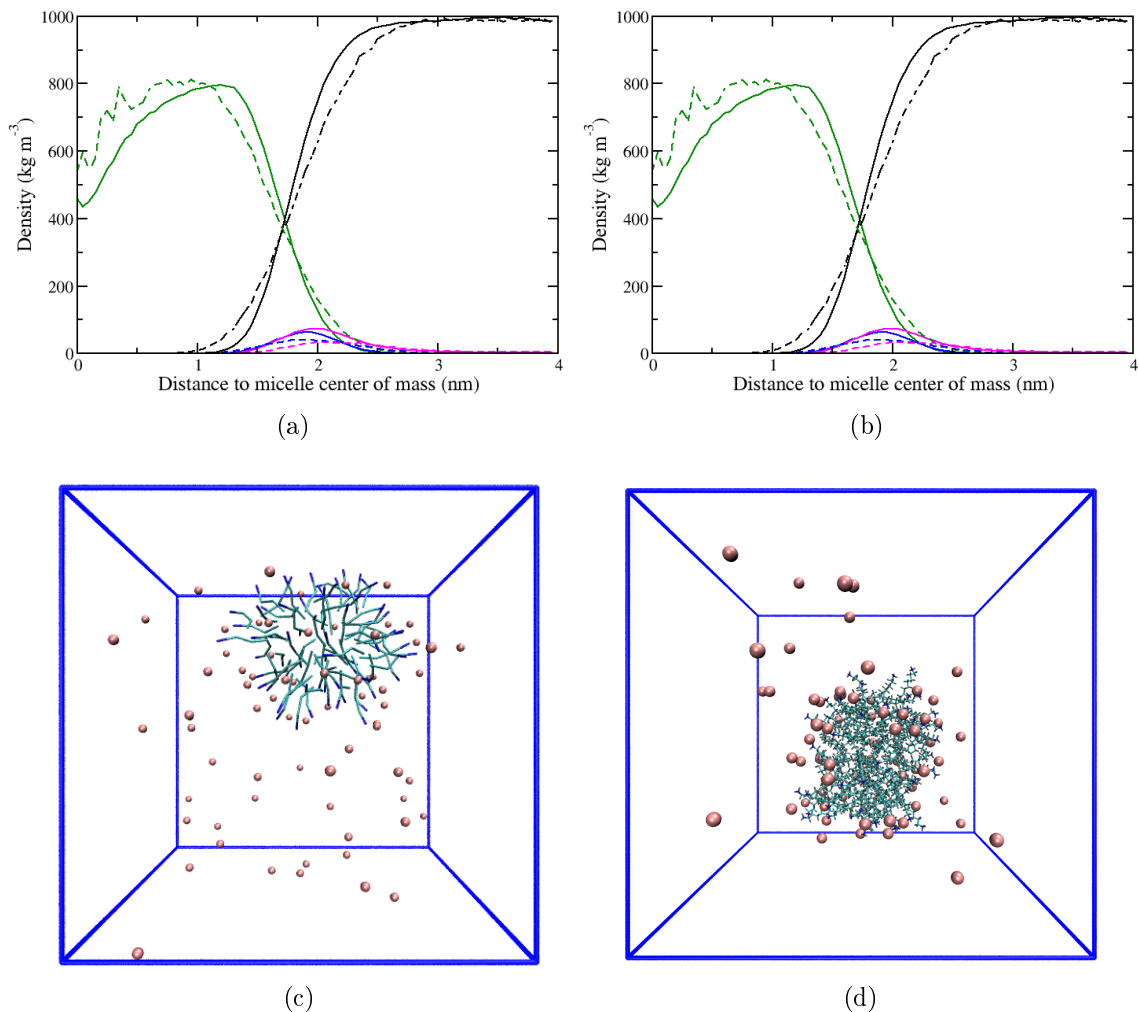 1000
800
600
400
200
0
Density (kg m⁻³)
0 1 2 3 4
Distance to micelle center of mass (nm)
(a)
1000
800
600
400
200
0
Density (kg m⁻³)
1 2 3 4
Distance to micelle center of mass (nm)
(b)
(c)
(d)